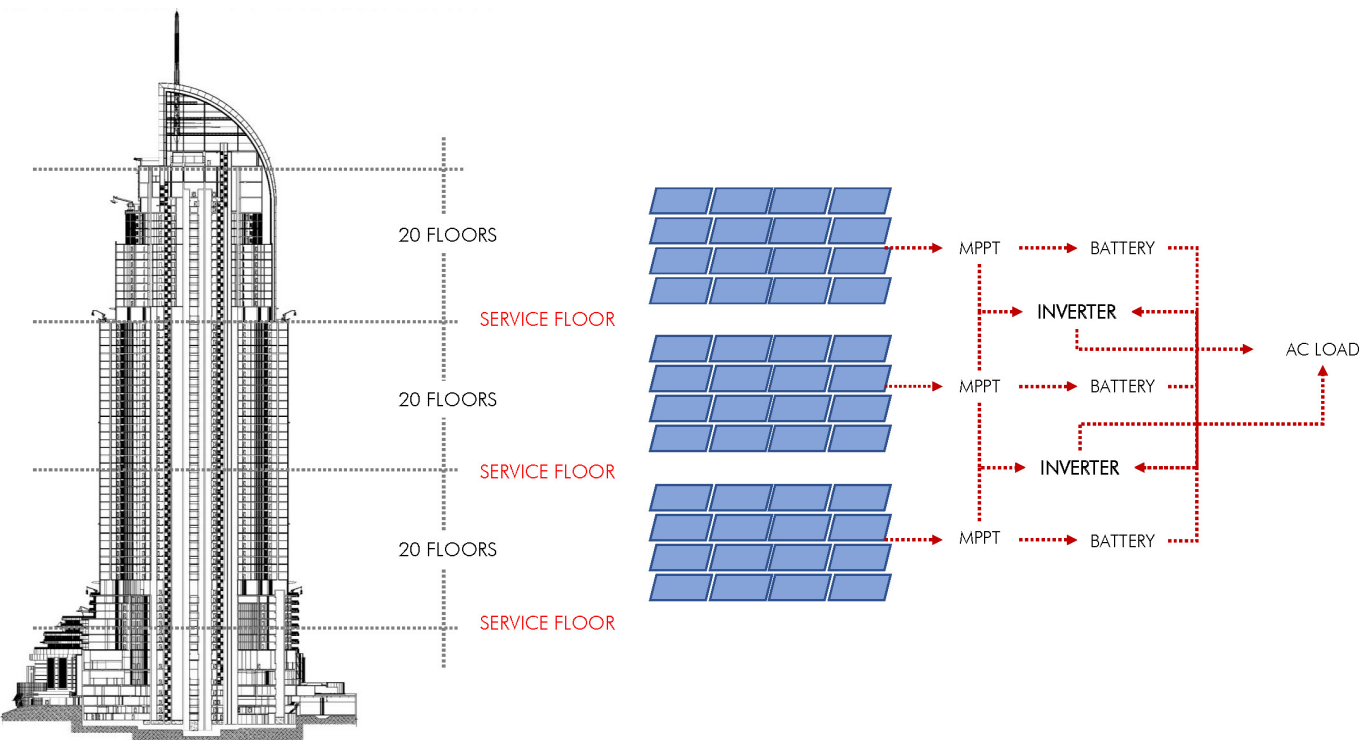 20 FLOORS
SERVICE FLOOR
20 FLOORS
SERVICE FLOOR
20 FLOORS
SERVICE FLOOR
MPPT BATTERY
INVERTER
AC LOAD
MPPT BATTERY
INVERTER
MPPT BATTERY